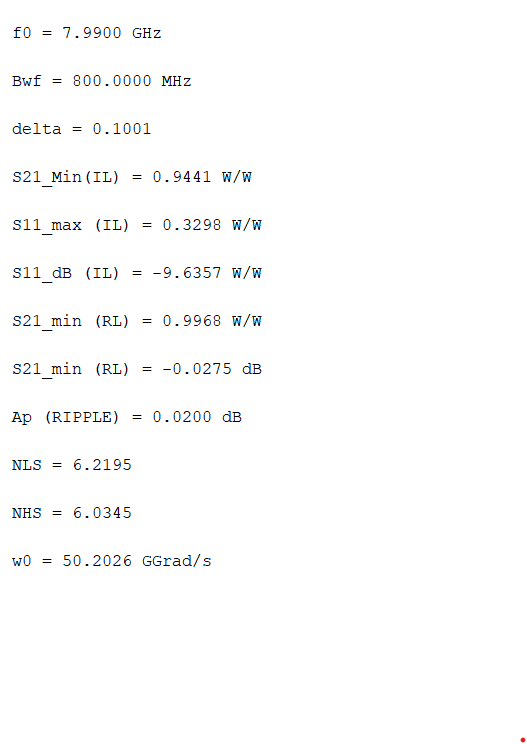 f0 = 7.9900 GHz
Bwf = 800.0000 MHz
delta = 0.1001
S21_Min(IL) = 0.9441 W/W
S11_max (IL) = 0.3298 W/W
S11_dB (IL) = -9.6357 W/W
S21_min (RL) = 0.9968 W/W
S21_min (RL) = -0.0275 dB
Ap (RIPPLE) = 0.0200 dB
NLS = 6.2195
NHS = 6.0345
w0 = 50.2026 GGrad/s